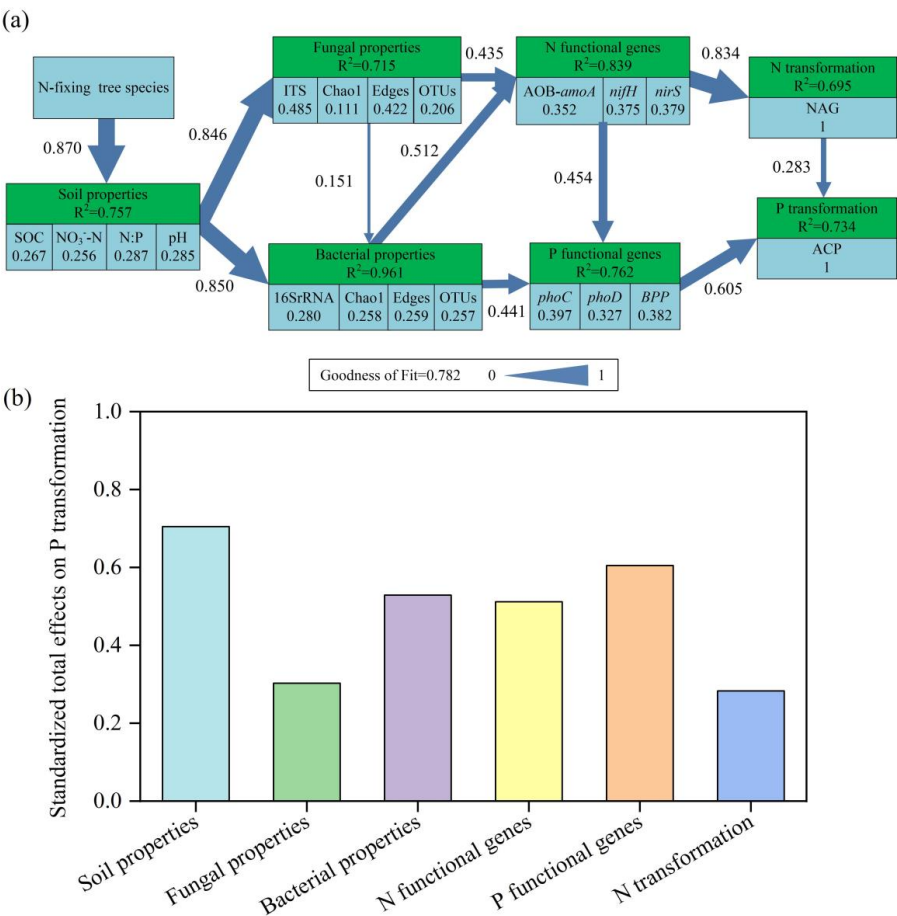 (a)
N-fixing tree species
0.870
Soil properties
R²=0.757
SOC NO₃⁻-N N:P pH
0.267 0.256 0.287 0.285
0.846
0.850
Fungal properties
R²=0.715
ITS Chao1 Edges OTUs
0.485 0.111 0.422 0.206
0.435
0.151
0.512
Bacterial properties
R²=0.961
16SrRNA Chao1 Edges OTUs
0.280 0.258 0.259 0.257
0.441
N functional genes
R²=0.839
AOB-amoA nifH nirS
0.352 0.375 0.379
0.834
0.454
P functional genes
R²=0.762
phoC phoD BPP
0.397 0.327 0.382
0.605
N transformation
R²=0.695
NAG
1
0.283
P transformation
R²=0.734
ACP
1
Goodness of Fit=0.782 0 1
(b)
Standardized total effects on P transformation
1.0
0.8
0.6
0.4
0.2
0.0
Soil properties
Fungal properties
Bacterial properties
N functional genes
P functional genes
N transformation